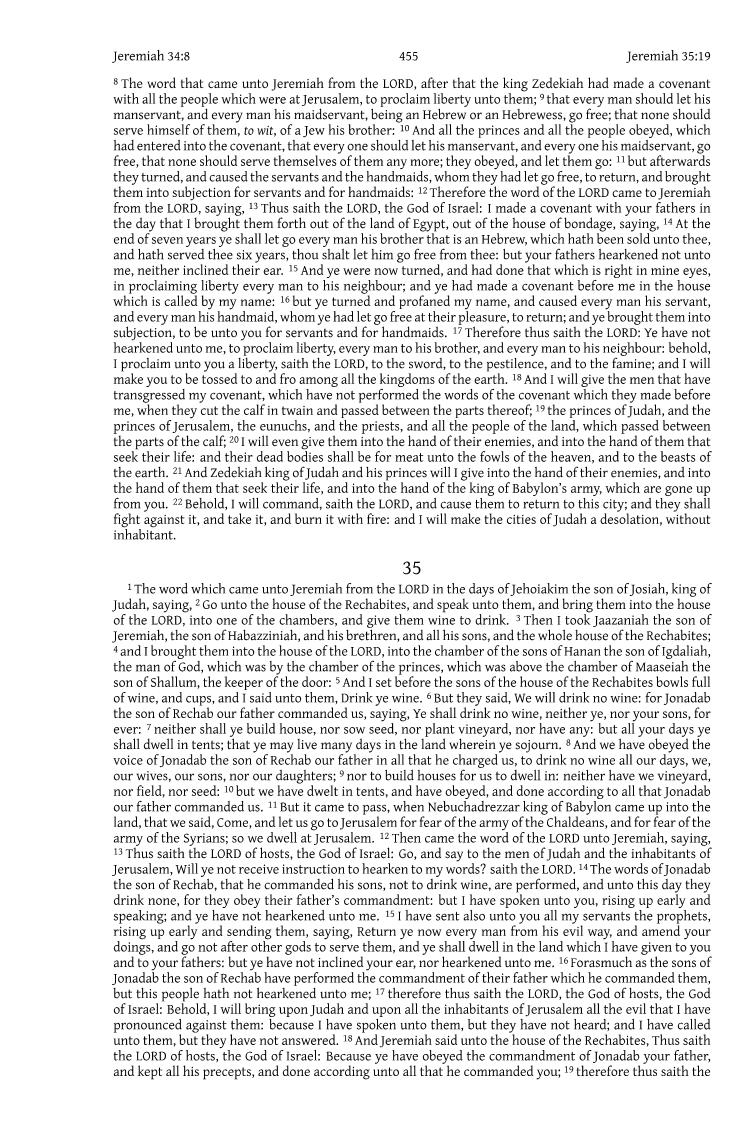 Jeremiah 34:8 455 Jeremiah 35:19
8 The word that came unto Jeremiah from the LORD, after that the king Zedekiah had made a covenant
with all the people which were at Jerusalem, to proclaim liberty unto them; 9 that every man should let his
manservant, and every man his maidservant, being an Hebrew or an Hebrewess, go free; that none should
serve himself of them, to wit, of a Jew his brother: 10 And all the princes and all the people obeyed, which
had entered into the covenant, that every one should let his manservant, and every one his maidservant, go
free, that none should serve themselves of them any more; they obeyed, and let them go: 11 but afterwards
they turned, and caused the servants and the handmaids, whom they had let go free, to return, and brought
them into subjection for servants and for handmaids: 12 Therefore the word of the LORD came to Jeremiah
from the LORD, saying, 13 Thus saith the LORD, the God of Israel: I made a covenant with your fathers in
the day that I brought them forth out of the land of Egypt, out of the house of bondage, saying, 14 At the
end of seven years ye shall let go every man his brother that is an Hebrew, which hath been sold unto thee,
and hath served thee six years, thou shalt let him go free from thee: but your fathers hearkened not unto
me, neither inclined their ear. 15 And ye were now turned, and had done that which is right in mine eyes,
in proclaiming liberty every man to his neighbour; and ye had made a covenant before me in the house
which is called by my name: 16 but ye turned and profaned my name, and caused every man his servant,
and every man his handmaid, whom ye had let go free at their pleasure, to return; and ye brought them into
subjection, to be unto you for servants and for handmaids. 17 Therefore thus saith the LORD: Ye have not
hearkened unto me, to proclaim liberty, every man to his brother, and every man to his neighbour: behold,
I proclaim unto you a liberty, saith the LORD, to the sword, to the pestilence, and to the famine; and I will
make you to be tossed to and fro among all the kingdoms of the earth. 18 And I will give the men that have
transgressed my covenant, which have not performed the words of the covenant which they made before
me, when they cut the calf in twain and passed between the parts thereof; 19 the princes of Judah, and the
princes of Jerusalem, the eunuchs, and the priests, and all the people of the land, which passed between
the parts of the calf; 20 I will even give them into the hand of their enemies, and into the hand of them that
seek their life: and their dead bodies shall be for meat unto the fowls of the heaven, and to the beasts of
the earth. 21 And Zedekiah king of Judah and his princes will I give into the hand of their enemies, and into
the hand of them that seek their life, and into the hand of the king of Babylon's army, which are gone up
from you. 22 Behold, I will command, saith the LORD, and cause them to return to this city; and they shall
fight against it, and take it, and burn it with fire: and I will make the cities of Judah a desolation, without
inhabitant.
35
1 The word which came unto Jeremiah from the LORD in the days of Jehoiakim the son of Josiah, king of
Judah, saying, 2 Go unto the house of the Rechabites, and speak unto them, and bring them into the house
of the LORD, into one of the chambers, and give them wine to drink. 3 Then I took Jaazaniah the son of
Jeremiah, the son of Habazziniah, and his brethren, and all his sons, and the whole house of the Rechabites;
4 and I brought them into the house of the LORD, into the chamber of the sons of Hanan the son of Igdaliah,
the man of God, which was by the chamber of the princes, which was above the chamber of Maaseiah the
son of Shallum, the keeper of the door: 5 And I set before the sons of the house of the Rechabites bowls full
of wine, and cups, and I said unto them, Drink ye wine. 6 But they said, We will drink no wine: for Jonadab
the son of Rechab our father commanded us, saying, Ye shall drink no wine, neither ye, nor your sons, for
ever: 7 neither shall ye build house, nor sow seed, nor plant vineyard, nor have any: but all your days ye
shall dwell in tents; that ye may live many days in the land wherein ye sojourn. 8 And we have obeyed the
voice of Jonadab the son of Rechab our father in all that he charged us, to drink no wine all our days, we,
our wives, our sons, nor our daughters; 9 nor to build houses for us to dwell in: neither have we vineyard,
nor field, nor seed: 10 but we have dwelt in tents, and have obeyed, and done according to all that Jonadab
our father commanded us. 11 But it came to pass, when Nebuchadrezzar king of Babylon came up into the
land, that we said, Come, and let us go to Jerusalem for fear of the army of the Chaldeans, and for fear of the
army of the Syrians; so we dwell at Jerusalem. 12 Then came the word of the LORD unto Jeremiah, saying,
13 Thus saith the LORD of hosts, the God of Israel: Go, and say to the men of Judah and the inhabitants of
Jerusalem, Will ye not receive instruction to hearken to my words? saith the LORD. 14 The words of Jonadab
the son of Rechab, that he commanded his sons, not to drink wine, are performed, and unto this day they
drink none, for they obey their father's commandment: but I have spoken unto you, rising up early and
speaking; and ye have not hearkened unto me. 15 I have sent also unto you all my servants the prophets,
rising up early and sending them, saying, Return ye now every man from his evil way, and amend your
doings, and go not after other gods to serve them, and ye shall dwell in the land which I have given to you
and to your fathers: but ye have not inclined your ear, nor hearkened unto me. 16 Forasmuch as the sons of
Jonadab the son of Rechab have performed the commandment of their father which he commanded them,
but this people hath not hearkened unto me; 17 therefore thus saith the LORD, the God of hosts, the God
of Israel: Behold, I will bring upon Judah and upon all the inhabitants of Jerusalem all the evil that I have
pronounced against them: because I have spoken unto them, but they have not heard; and I have called
unto them, but they have not answered. 18 And Jeremiah said unto the house of the Rechabites, Thus saith
the LORD of hosts, the God of Israel: Because ye have obeyed the commandment of Jonadab your father,
and kept all his precepts, and done according unto all that he commanded you; 19 therefore thus saith the